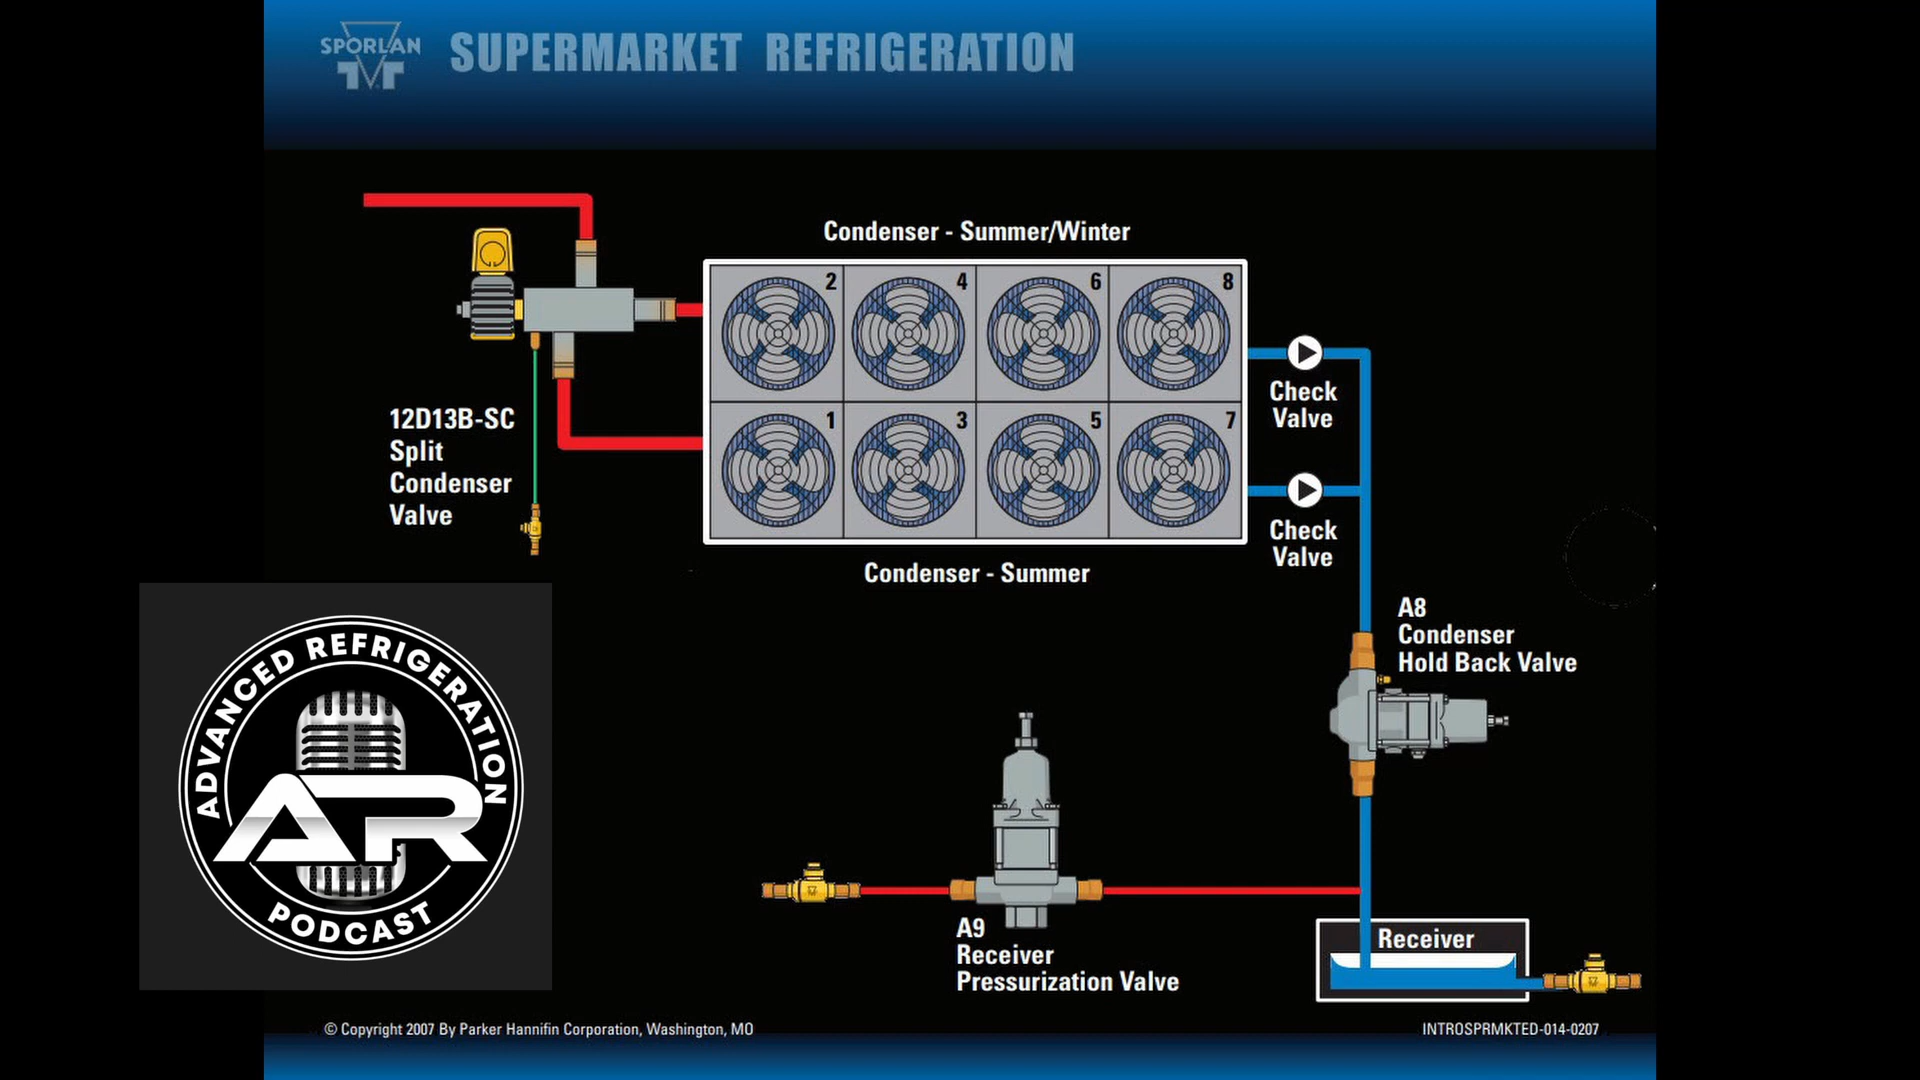 SPORLAN
SUPERMARKET REFRIGERATION
Condenser - Summer/Winter
2
4
6
8
1
3
5
7
Check
Valve
Check
Valve
12D13B-SC
Split
Condenser
Valve
Condenser - Summer
A8
Condenser
Hold Back Valve
ADVANCED REFRIGERATION
AR
PODCAST
A9
Receiver
Pressurization Valve
Receiver
© Copyright 2007 By Parker Hannifin Corporation, Washington, MO
INTROSPRMKTED-014-0207